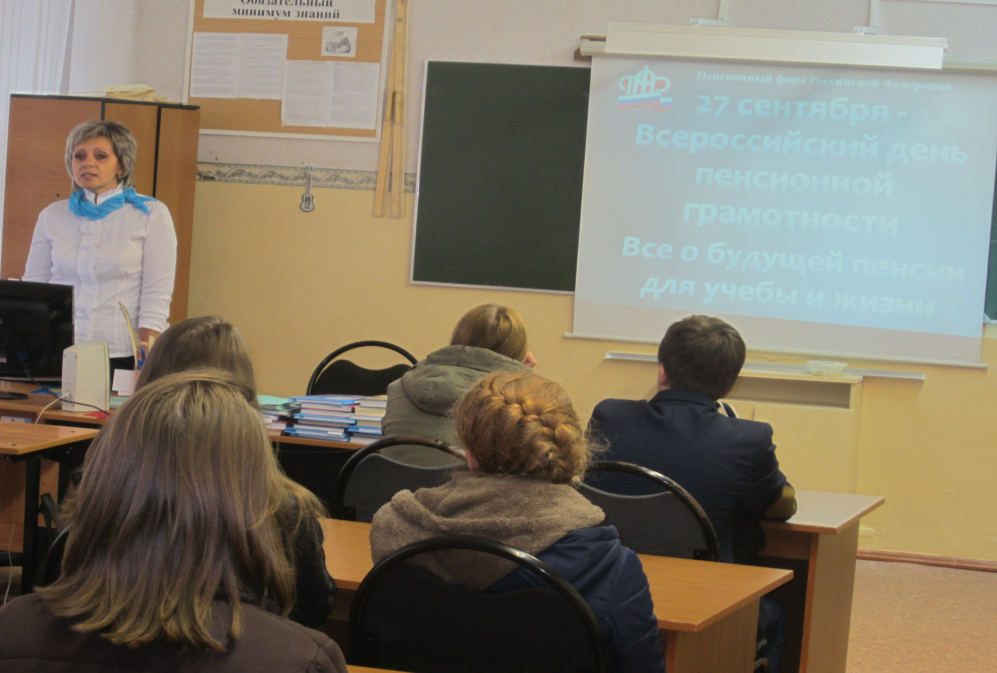 Обязательный
минимум знаний
Пенсионный фонд Российской Федерации
27 сентября -
Всероссийский день
пенсионной
грамотности
Все о будущей пенсии
для учебы и жизни